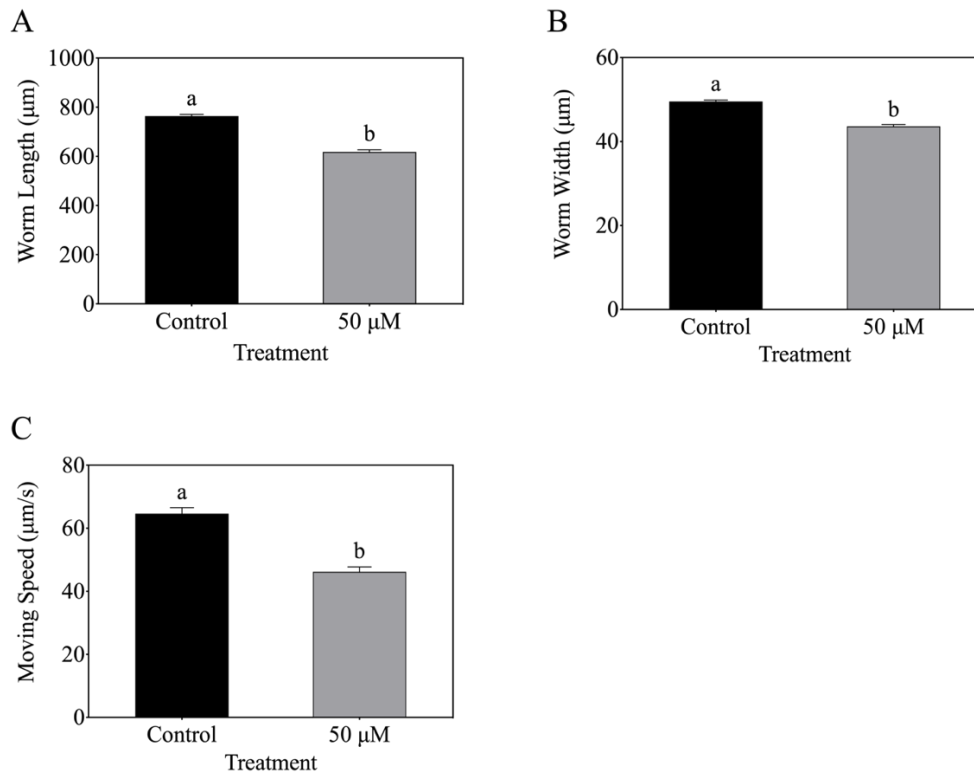 A
Worm Length (μm)
1000
800
600
400
200
0
a
b
Control
50 μM
Treatment
B
Worm Width (μm)
60
40
20
0
a
b
Control
50 μM
Treatment
C
Moving Speed (μm/s)
80
60
40
20
0
a
b
Control
50 μM
Treatment